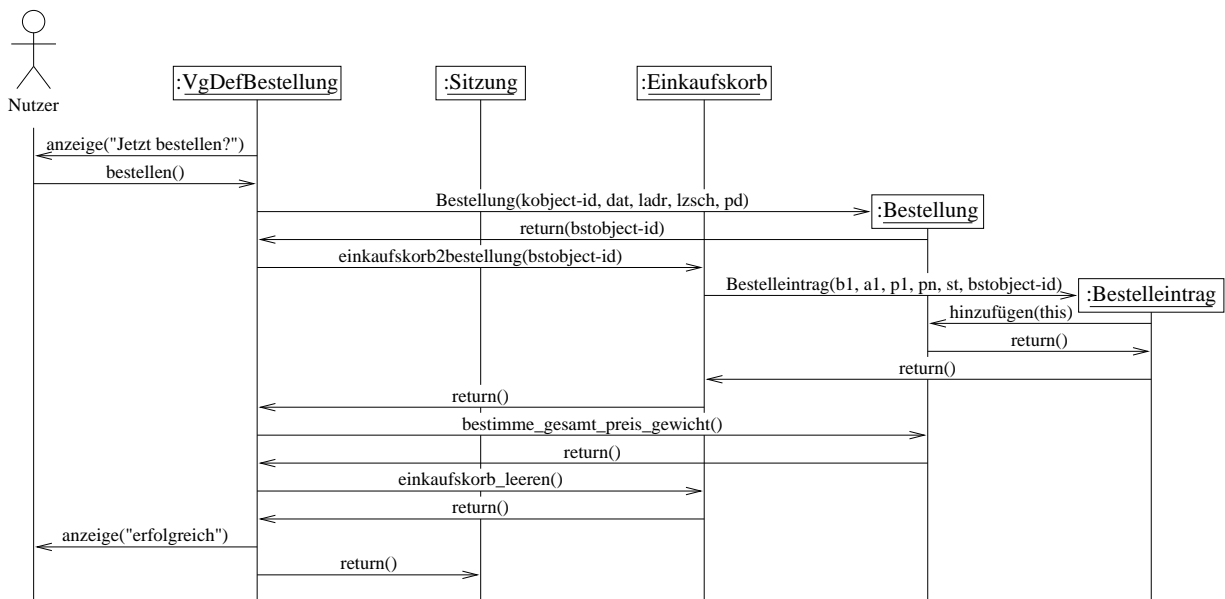 Nutzer
:VgDefBestellung
:Sitzung
:Einkaufskorb
anzeige("Jetzt bestellen?")
bestellen()
Bestellung(kobject-id, dat, ladr, lzsch, pd)
:Bestellung
return(bstobject-id)
einkaufskorb2bestellung(bstobject-id)
Bestelleintrag(b1, a1, p1, pn, st, bstobject-id)
:Bestelleintrag
hinzufügen(this)
return()
return()
return()
bestimme_gesamt_preis_gewicht()
return()
einkaufskorb_leeren()
return()
anzeige("erfolgreich")
return()